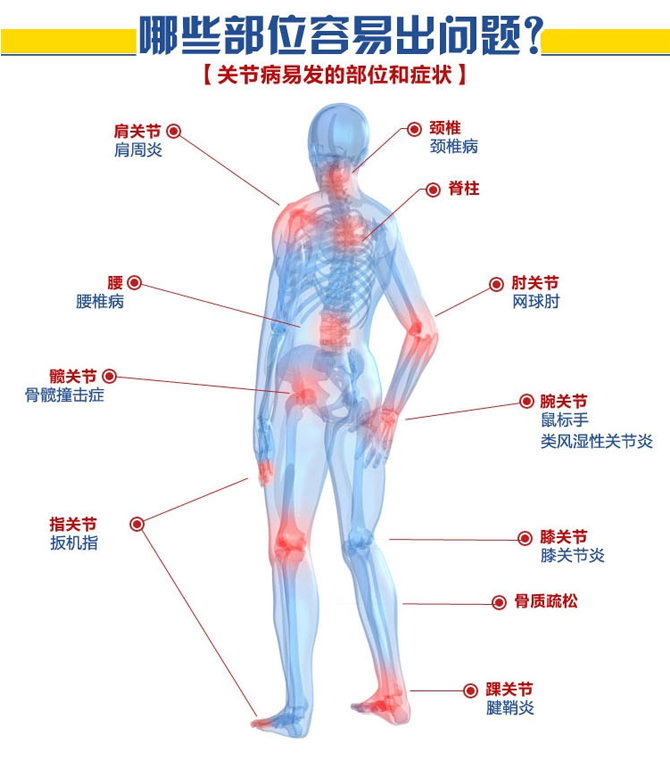 哪些部位容易出问题?
【关节病易发的部位和症状】
肩关节
肩周炎
颈椎
颈椎病
脊柱
腰
腰椎病
肘关节
网球肘
髋关节
骨髋撞击症
腕关节
鼠标手
类风湿性关节炎
指关节
扳机指
膝关节
膝关节炎
骨质疏松
踝关节
腱鞘炎